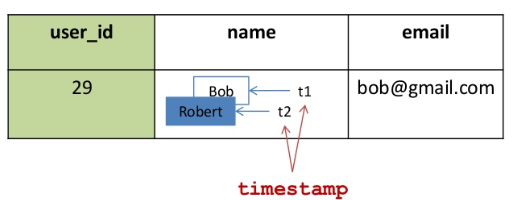 user_id name email
29 Bob t1 bob@gmail.com
Robert t2
timestamp